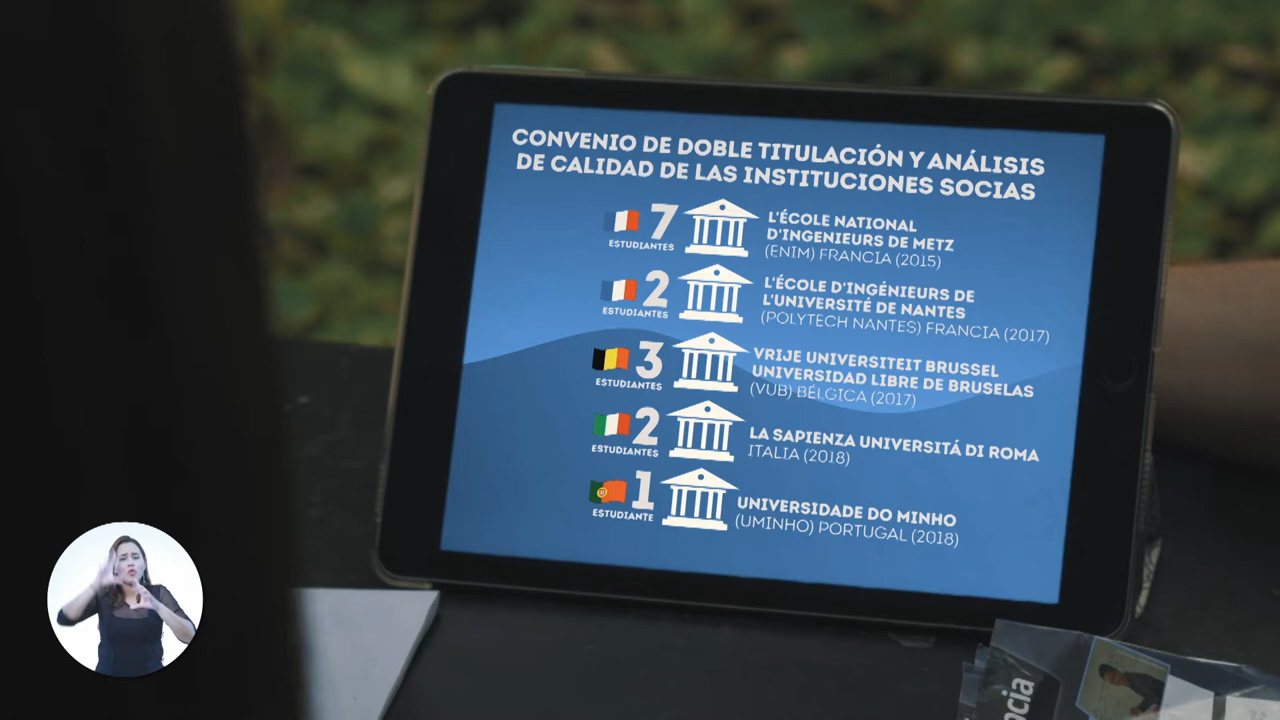 CONVENIO DE DOBLE TITULACIÓN Y ANÁLISIS
DE CALIDAD DE LAS INSTITUCIONES SOCIAS
7
ESTUDIANTES
L'ÉCOLE NATIONAL
D'INGENIEURS DE METZ
(ENIM) FRANCIA (2015)
2
ESTUDIANTES
L'ÉCOLE D'INGÉNIEURS DE
L'UNIVERSITÉ DE NANTES
(POLYTECH NANTES) FRANCIA (2017)
3
ESTUDIANTES
VRIJE UNIVERSITEIT BRUSSEL
UNIVERSIDAD LIBRE DE BRUSELAS
(VUB) BÉLGICA (2017)
2
ESTUDIANTES
LA SAPIENZA UNIVERSITÁ DI ROMA
ITALIA (2018)
1
ESTUDIANTE
UNIVERSIDADE DO MINHO
(UMINHO) PORTUGAL (2018)